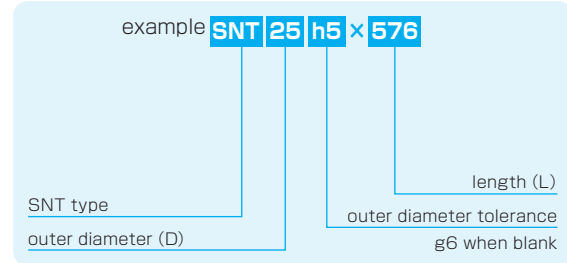 example SNT 25 h5 × 576
length (L)
SNT type
outer diameter tolerance
outer diameter (D)
g6 when blank